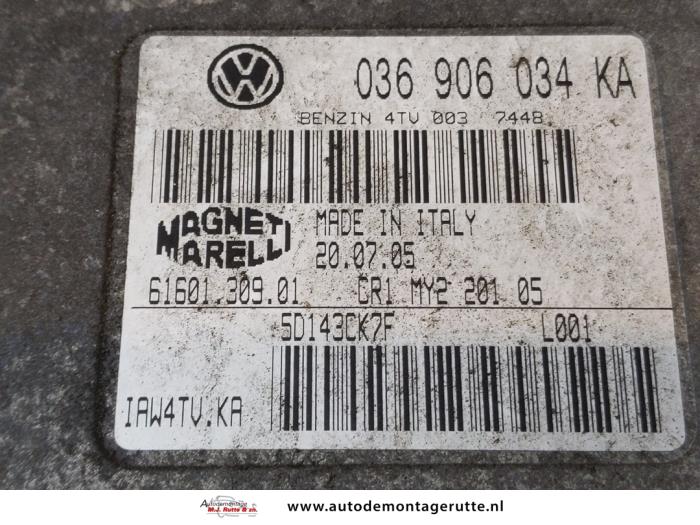 036 906 034 KA
BENZIN 4TV 003 7448
MAGNETI
MARELLI
MADE IN ITALY
20.07.05
61601.309.01 CR1 MY2 201 05
5D143CK7F L001
IAW4TV.KA
Autodemontage
M.J. Rutte & zn.
www.autodemontagerutte.nl